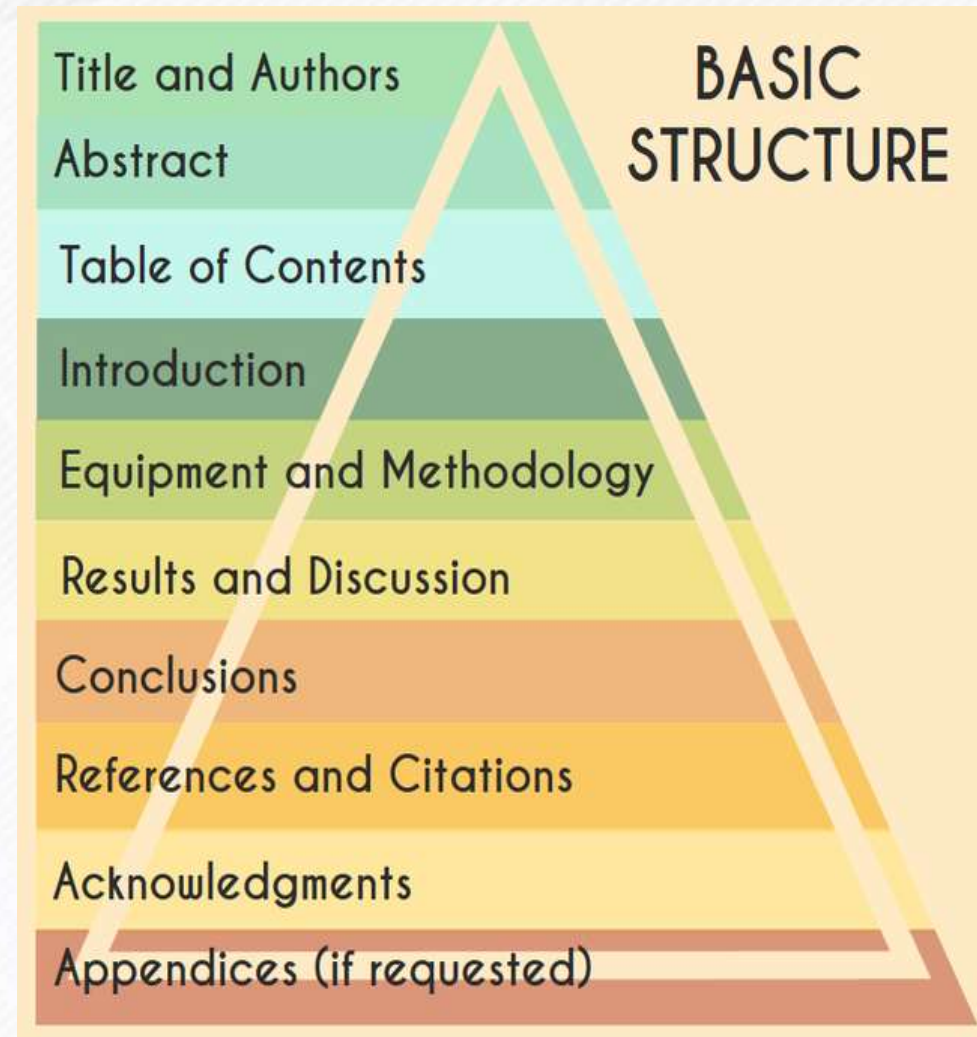 BASIC
STRUCTURE
Title and Authors
Abstract
Table of Contents
Introduction
Equipment and Methodology
Results and Discussion
Conclusions
References and Citations
Acknowledgments
Appendices (if requested)